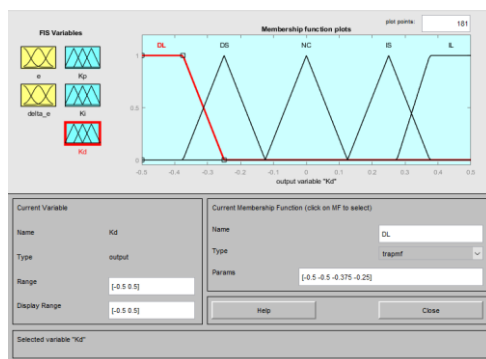 plot points: 181
FIS Variables
Membership function plots
DL DS NC IS IL
e Kp
delta_e Ki
Kd
1
0.5
0
-0.5 -0.4 -0.3 -0.2 -0.1 0 0.1 0.2 0.3 0.4 0.5
output variable "Kd"
Current Variable
Name Kd
Type output
Range [-0.5 0.5]
Display Range [-0.5 0.5]
Current Membership Function (click on MF to select)
Name DL
Type trapmf
Params [-0.5 -0.5 -0.375 -0.25]
Help Close
Selected variable "Kd"